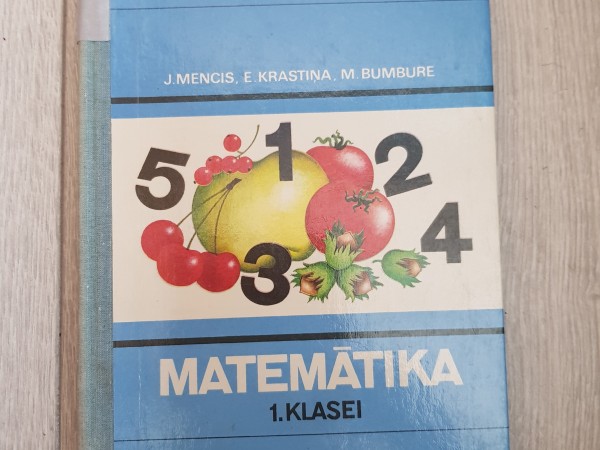 J.MENCIS, E.KRASTIŅA, M.BUMBURE
5 1 2
3 4
MATEMĀTIKA
1.KLASEI